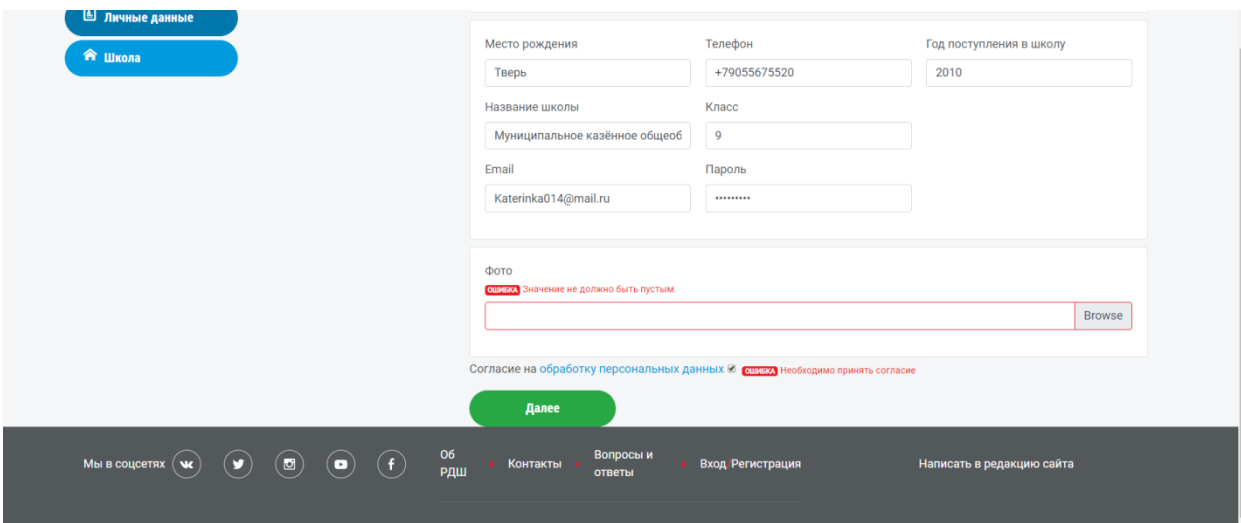 Личные данные
Школа
Место рождения Телефон Год поступления в школу
Тверь +79055675520 2010
Название школы Класс
Муниципальное казённое общеоб 9
Email Пароль
Katerinka014@mail.ru •••••••••
Фото
ОШИБКА Значение не должно быть пустым.
Browse
Согласие на обработку персональных данных ОШИБКА Необходимо принять согласие
Далее
Мы в соцсетях Об РДШ Контакты Вопросы и ответы Вход/Регистрация Написать в редакцию сайта